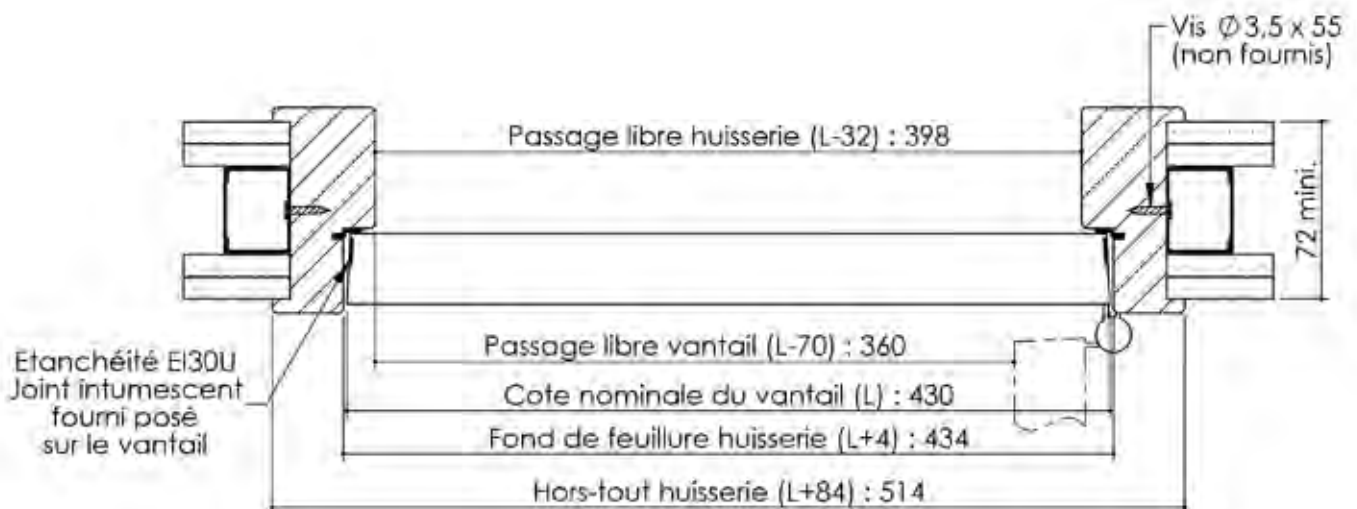 Vis Ø 3,5 x 55
(non fournis)
Passage libre huisserie (L-32) : 398
72 mini.
Passage libre vantail (L-70) : 360
Etanchéité EI30U
Joint intumescent
fourni posé
sur le vantail
Cote nominale du vantail (L) : 430
Fond de feuillure huisserie (L+4) : 434
Hors-tout huisserie (L+84) : 514